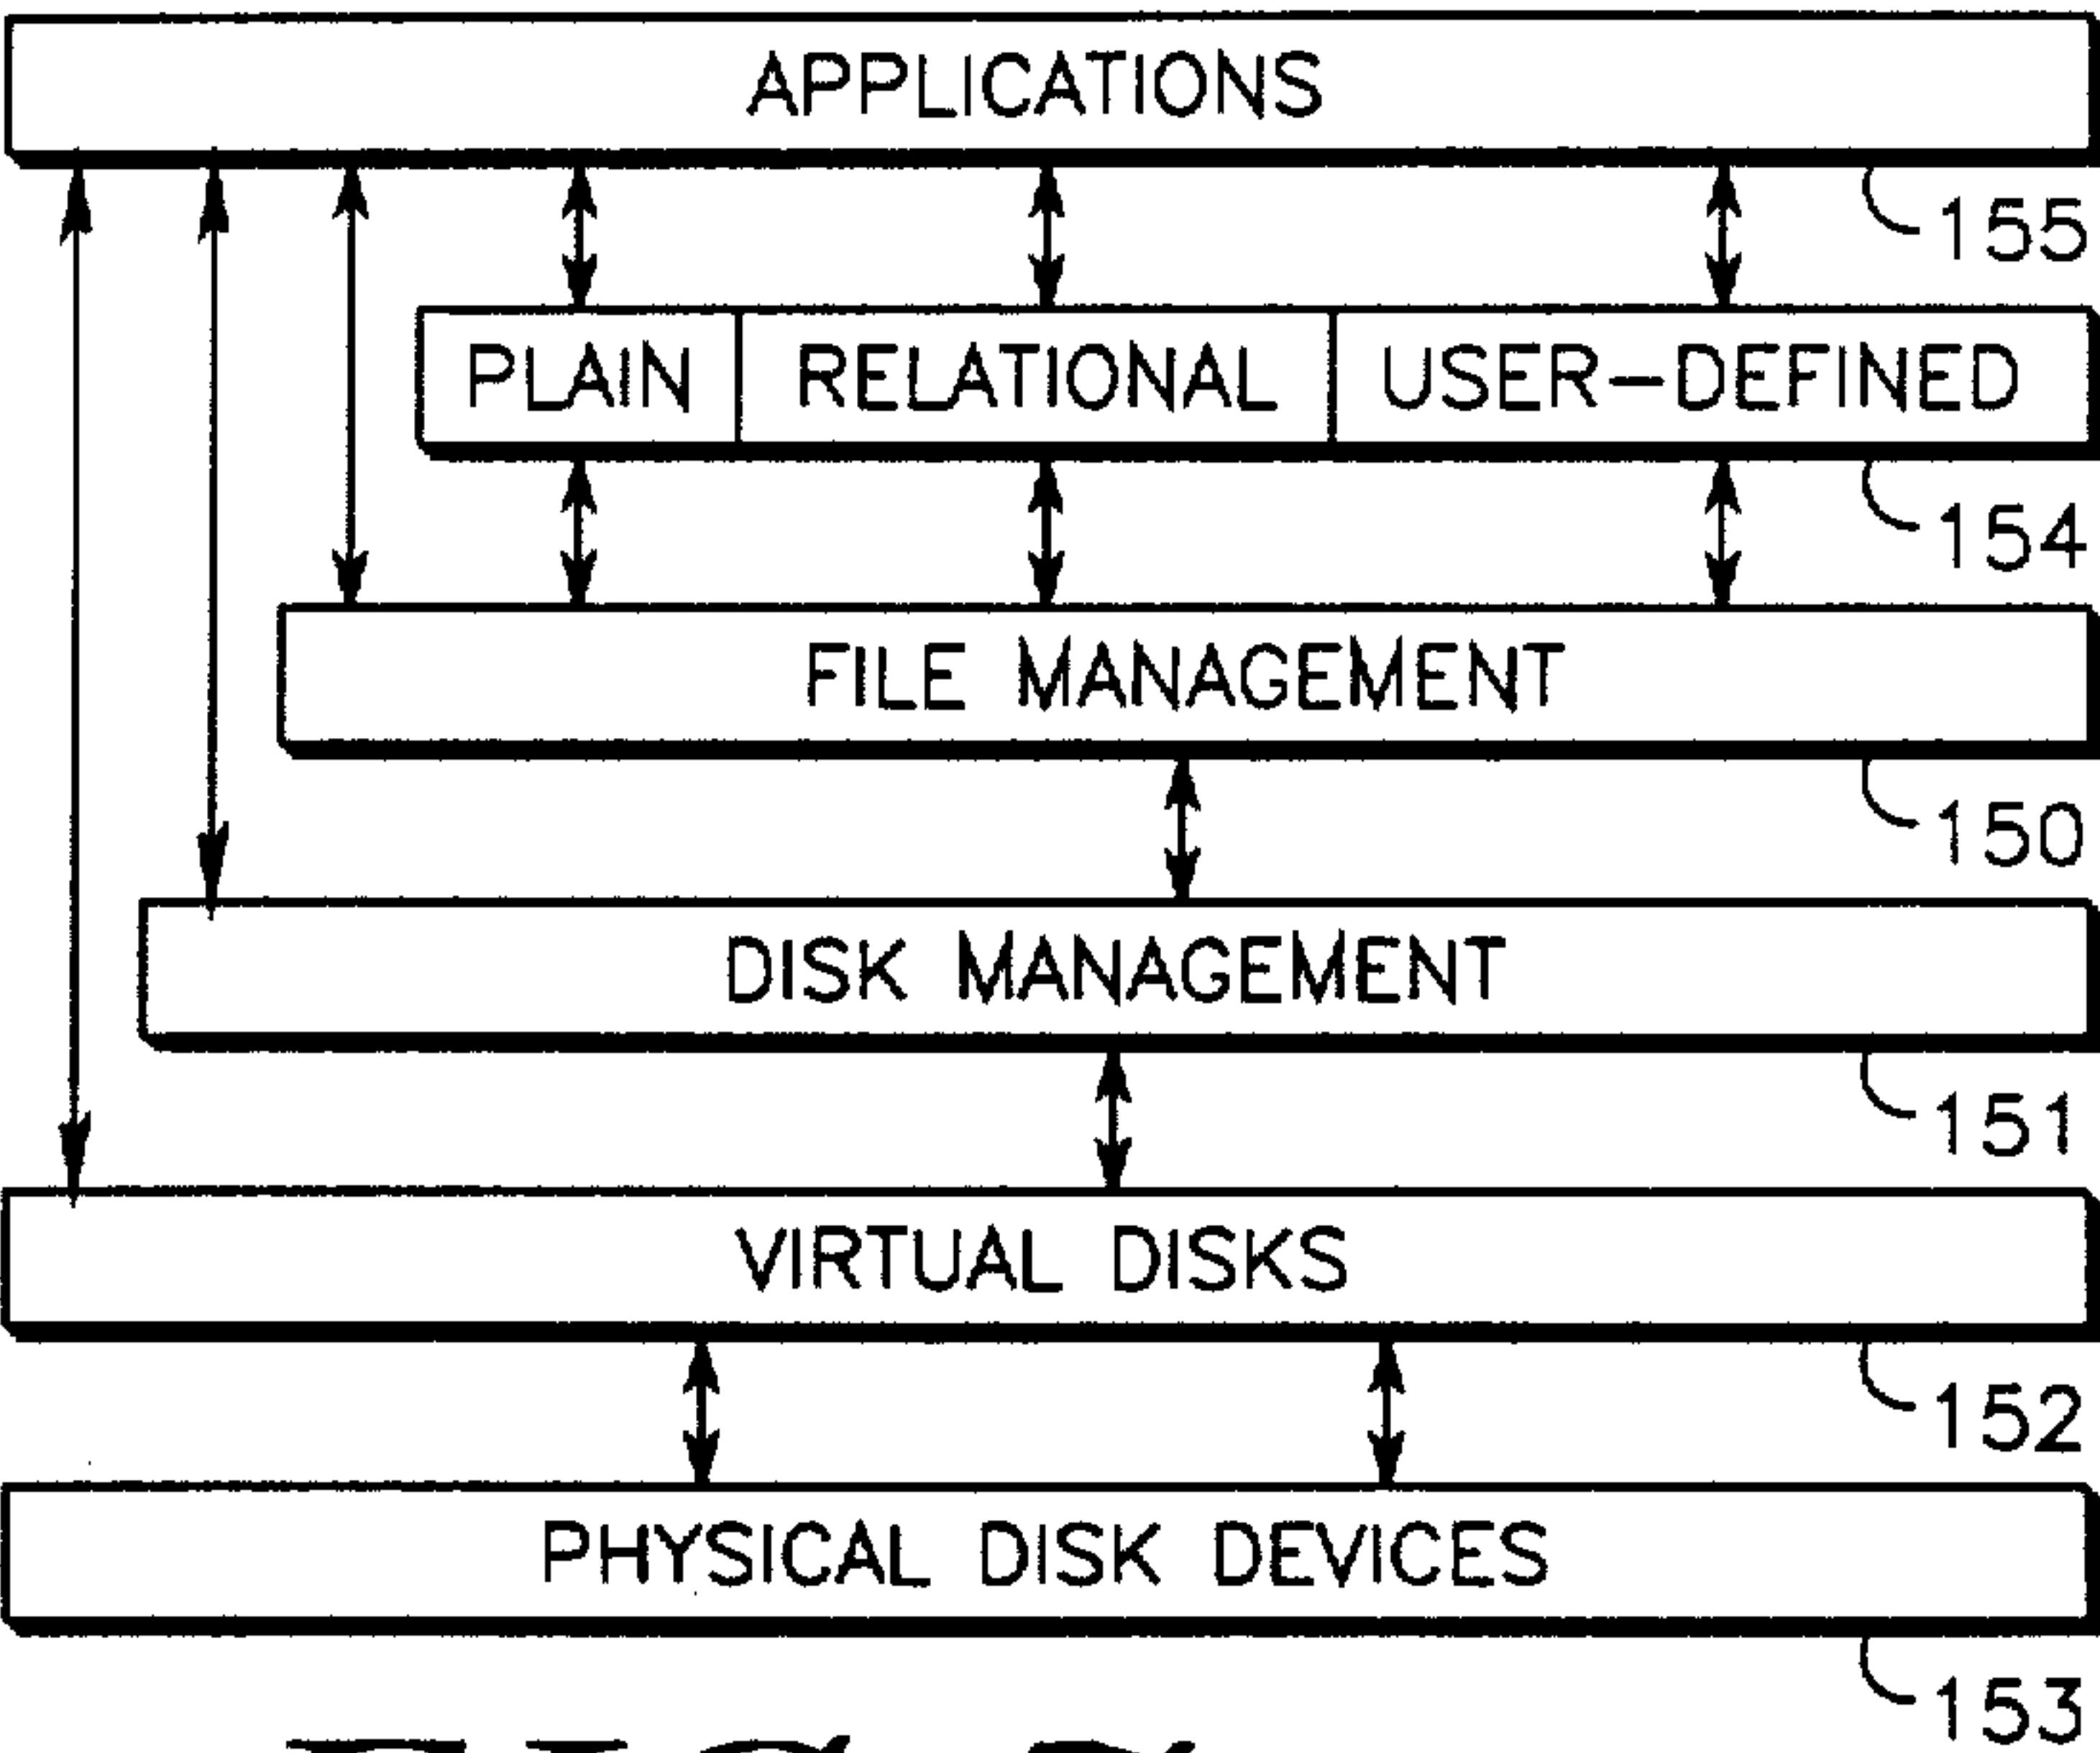 APPLICATIONS
155
PLAIN RELATIONAL USER-DEFINED
154
FILE MANAGEMENT
150
DISK MANAGEMENT
151
VIRTUAL DISKS
152
PHYSICAL DISK DEVICES
153